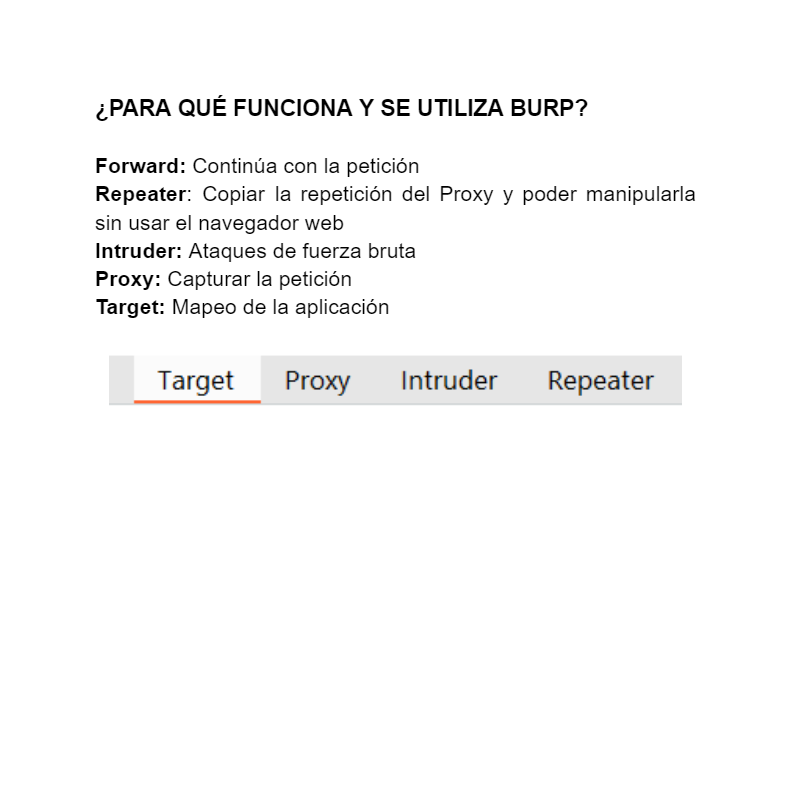 ¿PARA QUÉ FUNCIONA Y SE UTILIZA BURP?
Forward: Continúa con la petición
Repeater: Copiar la repetición del Proxy y poder manipularla
sin usar el navegador web
Intruder: Ataques de fuerza bruta
Proxy: Capturar la petición
Target: Mapeo de la aplicación
Target Proxy Intruder Repeater